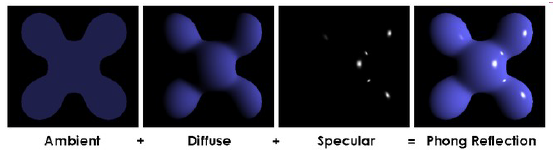 Ambient + Diffuse + Specular = Phong Reflection